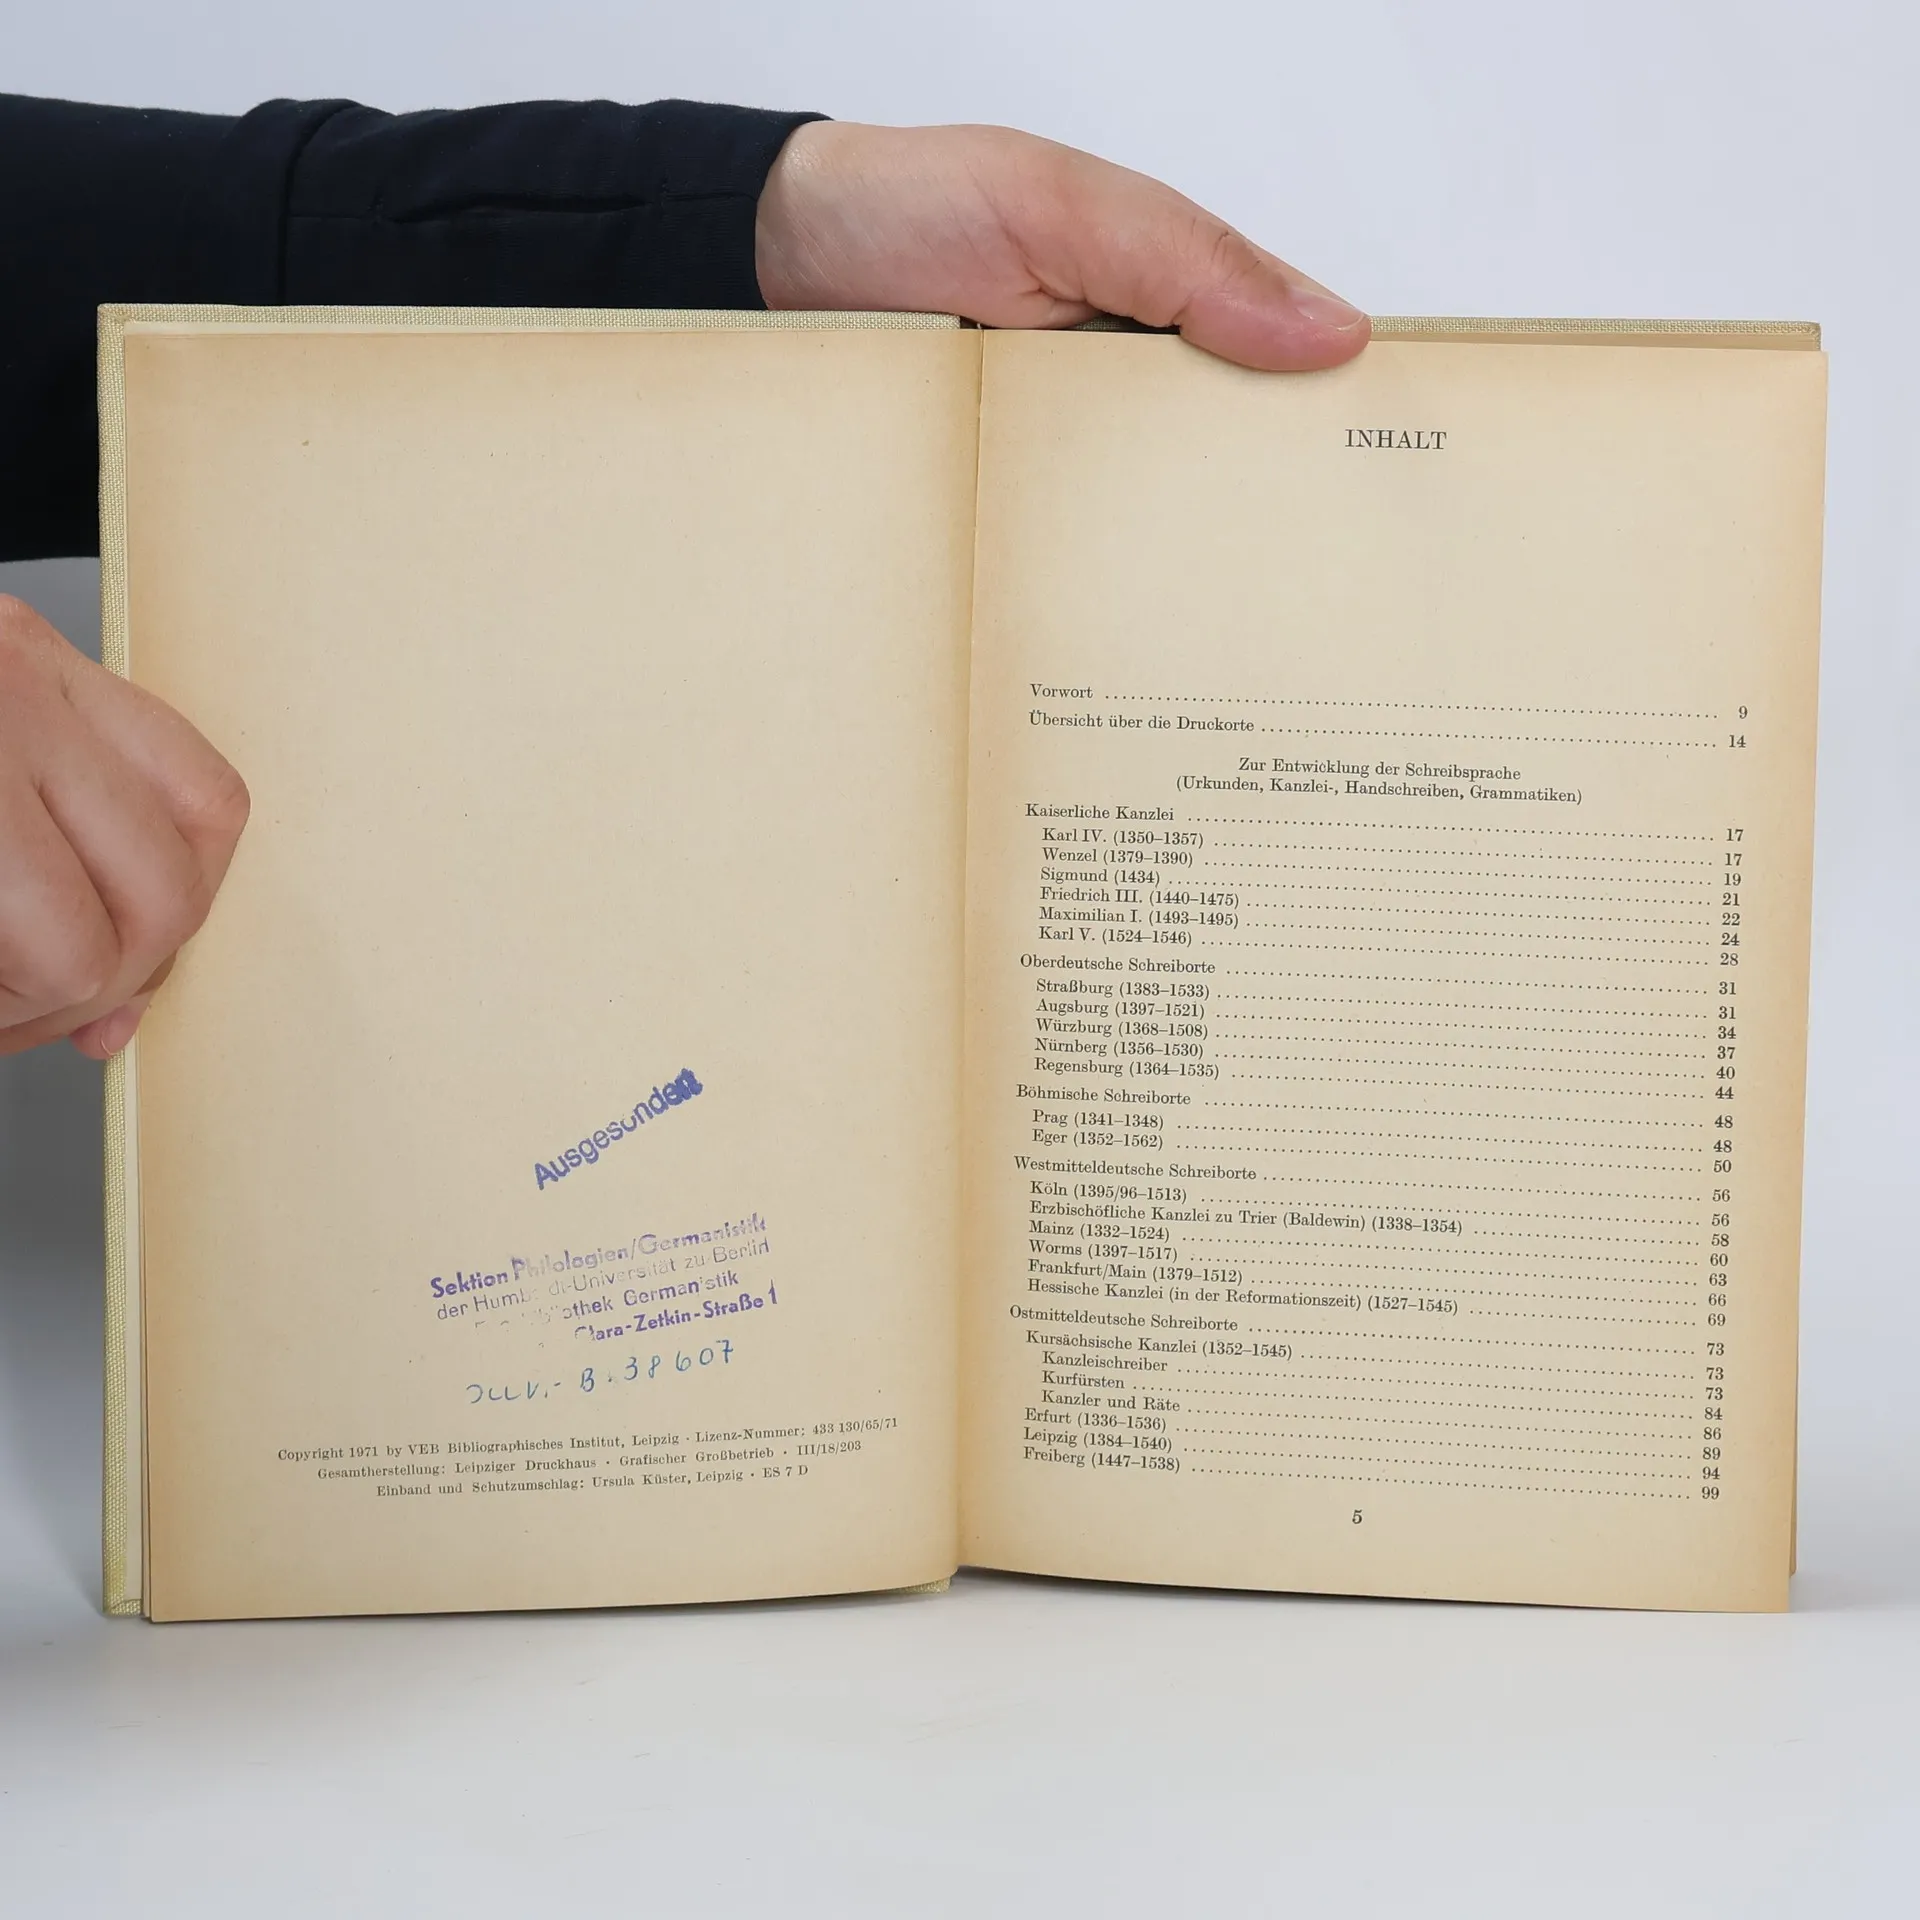 Ausgesondert
Sektion Philologien/Germanistik
der Humboldt-Universität zu Berlin
Germanistik
Clara-Zetkin-Straße 1
B. 38 607
Copyright 1971 by VEB Bibliographisches Institut, Leipzig · Lizenz-Nummer: 433 130/65/71
Gesamtherstellung: Leipziger Druckhaus · Grafischer Großbetrieb · III/18/203
Einband und Schutzumschlag: Ursula Küster, Leipzig · ES 7 D
INHALT
Vorwort 9
Übersicht über die Druckorte 14
Zur Entwicklung der Schreibsprache
(Urkunden, Kanzlei-, Handschreiben, Grammatiken)
Kaiserliche Kanzlei 17
Karl IV. (1350–1357) 17
Wenzel (1379–1390) 19
Sigmund (1434) 21
Friedrich III. (1440–1475) 22
Maximilian I. (1493–1495) 24
Karl V. (1524–1546) 28
Oberdeutsche Schreiborte 31
Straßburg (1383–1533) 31
Augsburg (1397–1521) 34
Würzburg (1368–1508) 37
Nürnberg (1356–1530) 40
Regensburg (1364–1535) 44
Böhmische Schreiborte 48
Prag (1341–1348) 48
Eger (1352–1562) 50
Westmitteldeutsche Schreiborte 56
Köln (1395/96–1513) 56
Erzbischöfliche Kanzlei zu Trier (Baldewin) (1338–1354) 58
Mainz (1332–1524) 60
Worms (1397–1517) 63
Frankfurt/Main (1379–1512) 66
Hessische Kanzlei (in der Reformationszeit) (1527–1545) 69
Ostmitteldeutsche Schreiborte 73
Kursächsische Kanzlei (1352–1545) 73
Kanzleischreiber 73
Kurfürsten 84
Kanzler und Räte 86
Erfurt (1336–1536) 89
Leipzig (1384–1540) 94
Freiberg (1447–1538) 99
5